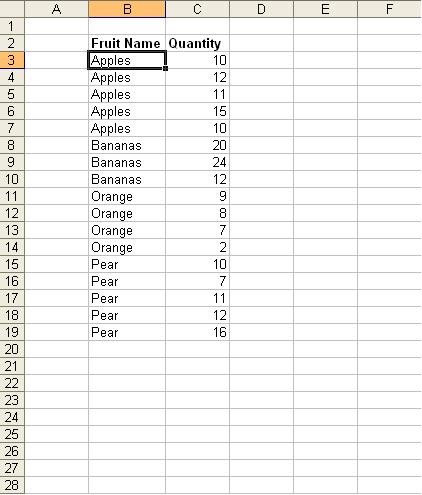 A B C D E F
1
2 Fruit Name Quantity
3 Apples 10
4 Apples 12
5 Apples 11
6 Apples 15
7 Apples 10
8 Bananas 20
9 Bananas 24
10 Bananas 12
11 Orange 9
12 Orange 8
13 Orange 7
14 Orange 2
15 Pear 10
16 Pear 7
17 Pear 11
18 Pear 12
19 Pear 16
20
21
22
23
24
25
26
27
28